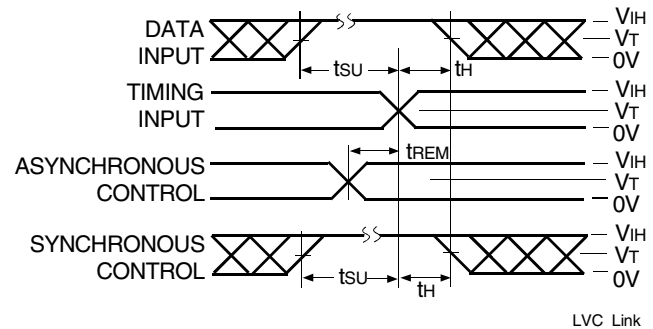 DATA
INPUT
VIH
VT
0V
tSU
tH
TIMING
INPUT
VIH
VT
0V
tREM
ASYNCHRONOUS
CONTROL
VIH
VT
0V
SYNCHRONOUS
CONTROL
VIH
VT
0V
tSU
tH
LVC Link